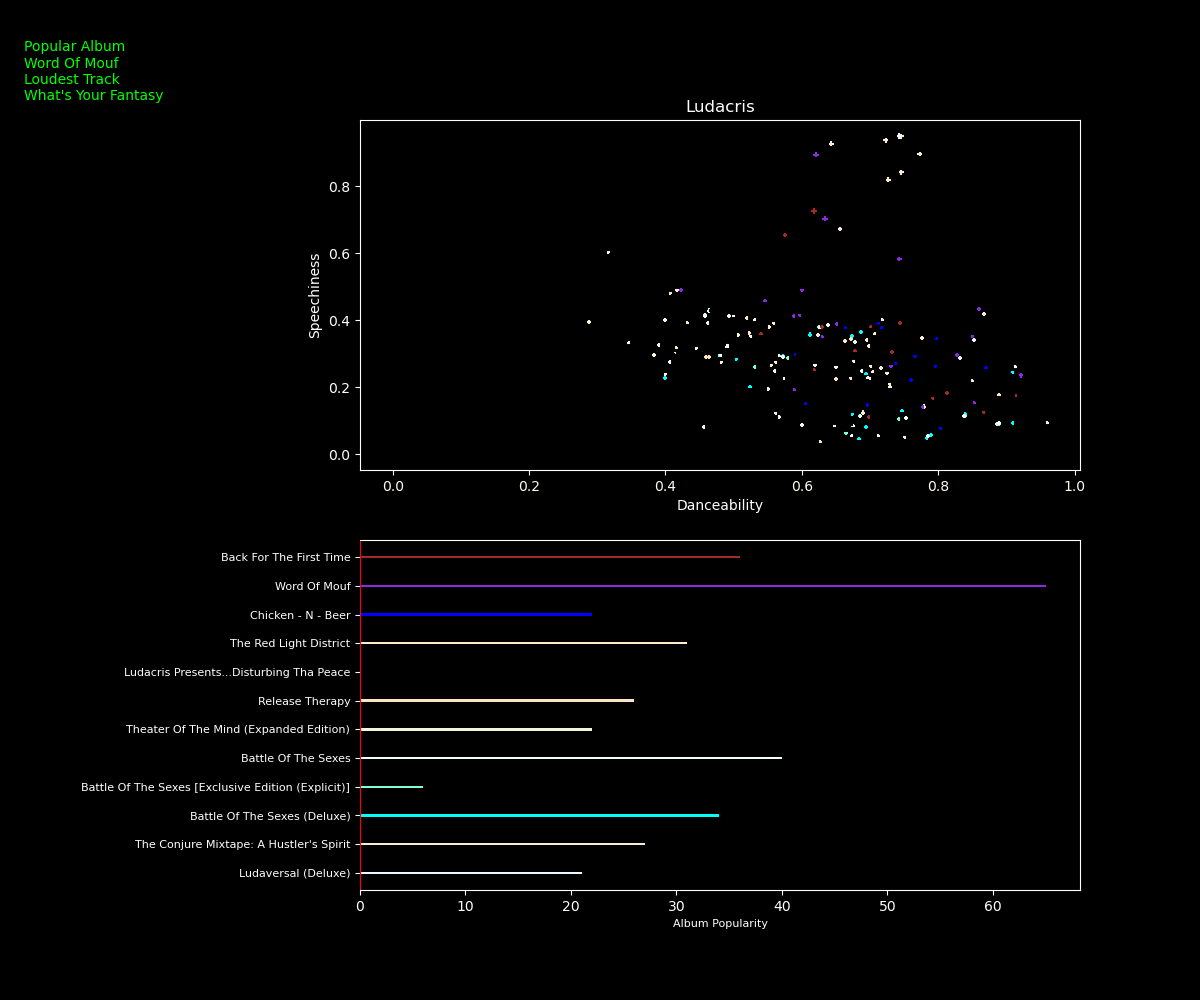 Popular Album
Word Of Mouf
Loudest Track
What's Your Fantasy
Ludacris
0.8
0.6
0.4
0.2
0.0
Speechiness
0.0 0.2 0.4 0.6 0.8 1.0
Danceability
Back For The First Time
Word Of Mouf
Chicken - N - Beer
The Red Light District
Ludacris Presents...Disturbing Tha Peace
Release Therapy
Theater Of The Mind (Expanded Edition)
Battle Of The Sexes
Battle Of The Sexes [Exclusive Edition (Explicit)]
Battle Of The Sexes (Deluxe)
The Conjure Mixtape: A Hustler's Spirit
Ludaversal (Deluxe)
0 10 20 30 40 50 60
Album Popularity